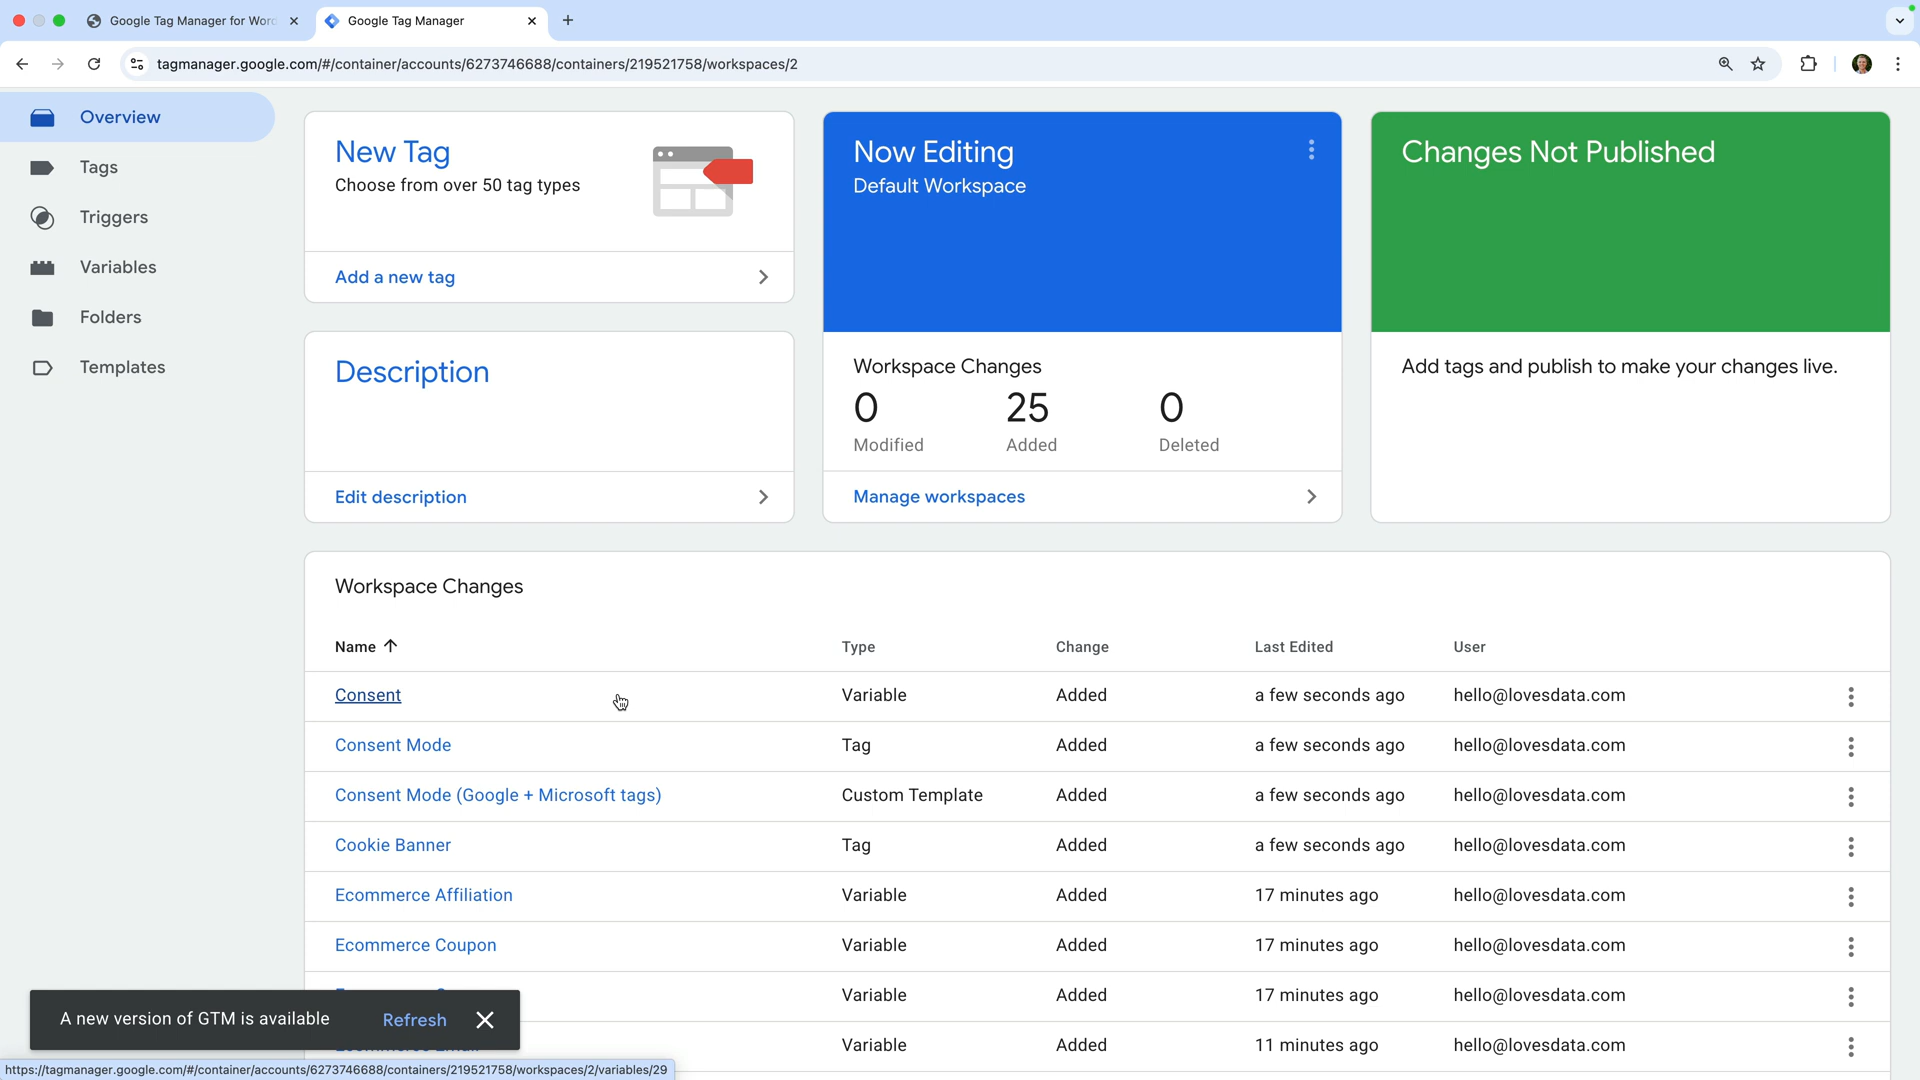 Google Tag Manager for Word
Google Tag Manager
tagmanager.google.com/#/container/accounts/6273746688/containers/219521758/workspaces/2
Overview
Tags
Triggers
Variables
Folders
Templates
New Tag
Choose from over 50 tag types
Add a new tag
Description
Edit description
Now Editing
Default Workspace
Workspace Changes
0 25 0
Modified Added Deleted
Manage workspaces
Changes Not Published
Add tags and publish to make your changes live.
Workspace Changes
Name Type Change Last Edited User
Consent Variable Added a few seconds ago hello@lovesdata.com
Consent Mode Tag Added a few seconds ago hello@lovesdata.com
Consent Mode (Google + Microsoft tags) Custom Template Added a few seconds ago hello@lovesdata.com
Cookie Banner Tag Added a few seconds ago hello@lovesdata.com
Ecommerce Affiliation Variable Added 17 minutes ago hello@lovesdata.com
Ecommerce Coupon Variable Added 17 minutes ago hello@lovesdata.com
Variable Added 17 minutes ago hello@lovesdata.com
Variable Added 11 minutes ago hello@lovesdata.com
A new version of GTM is available Refresh
https://tagmanager.google.com/#/container/accounts/6273746688/containers/219521758/workspaces/2/variables/29